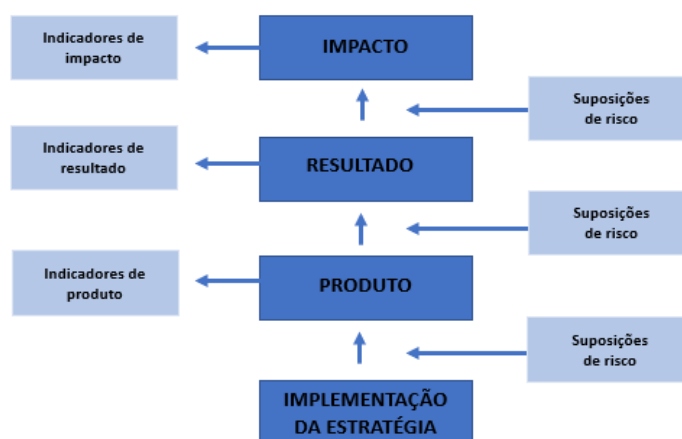 Indicadores de
impacto
IMPACTO
Suposições
de risco
Indicadores de
resultado
RESULTADO
Suposições
de risco
Indicadores de
produto
PRODUTO
Suposições
de risco
IMPLEMENTAÇÃO
DA ESTRATÉGIA